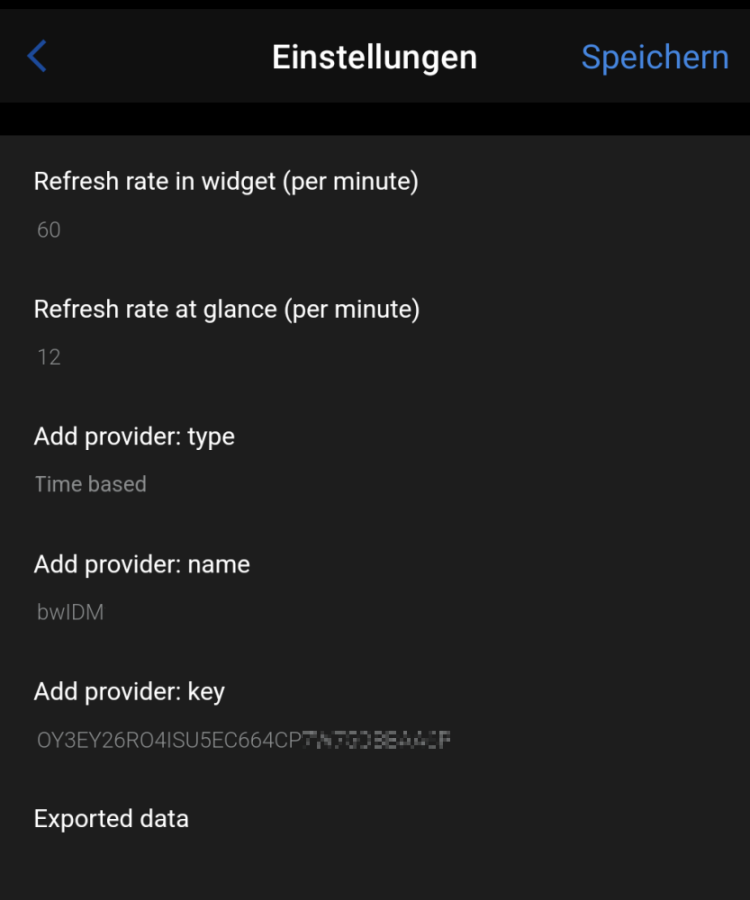 Einstellungen
Speichern
Refresh rate in widget (per minute)
60
Refresh rate at glance (per minute)
12
Add provider: type
Time based
Add provider: name
bwIDM
Add provider: key
OY3EY26RO4ISU5EC664CP
Exported data